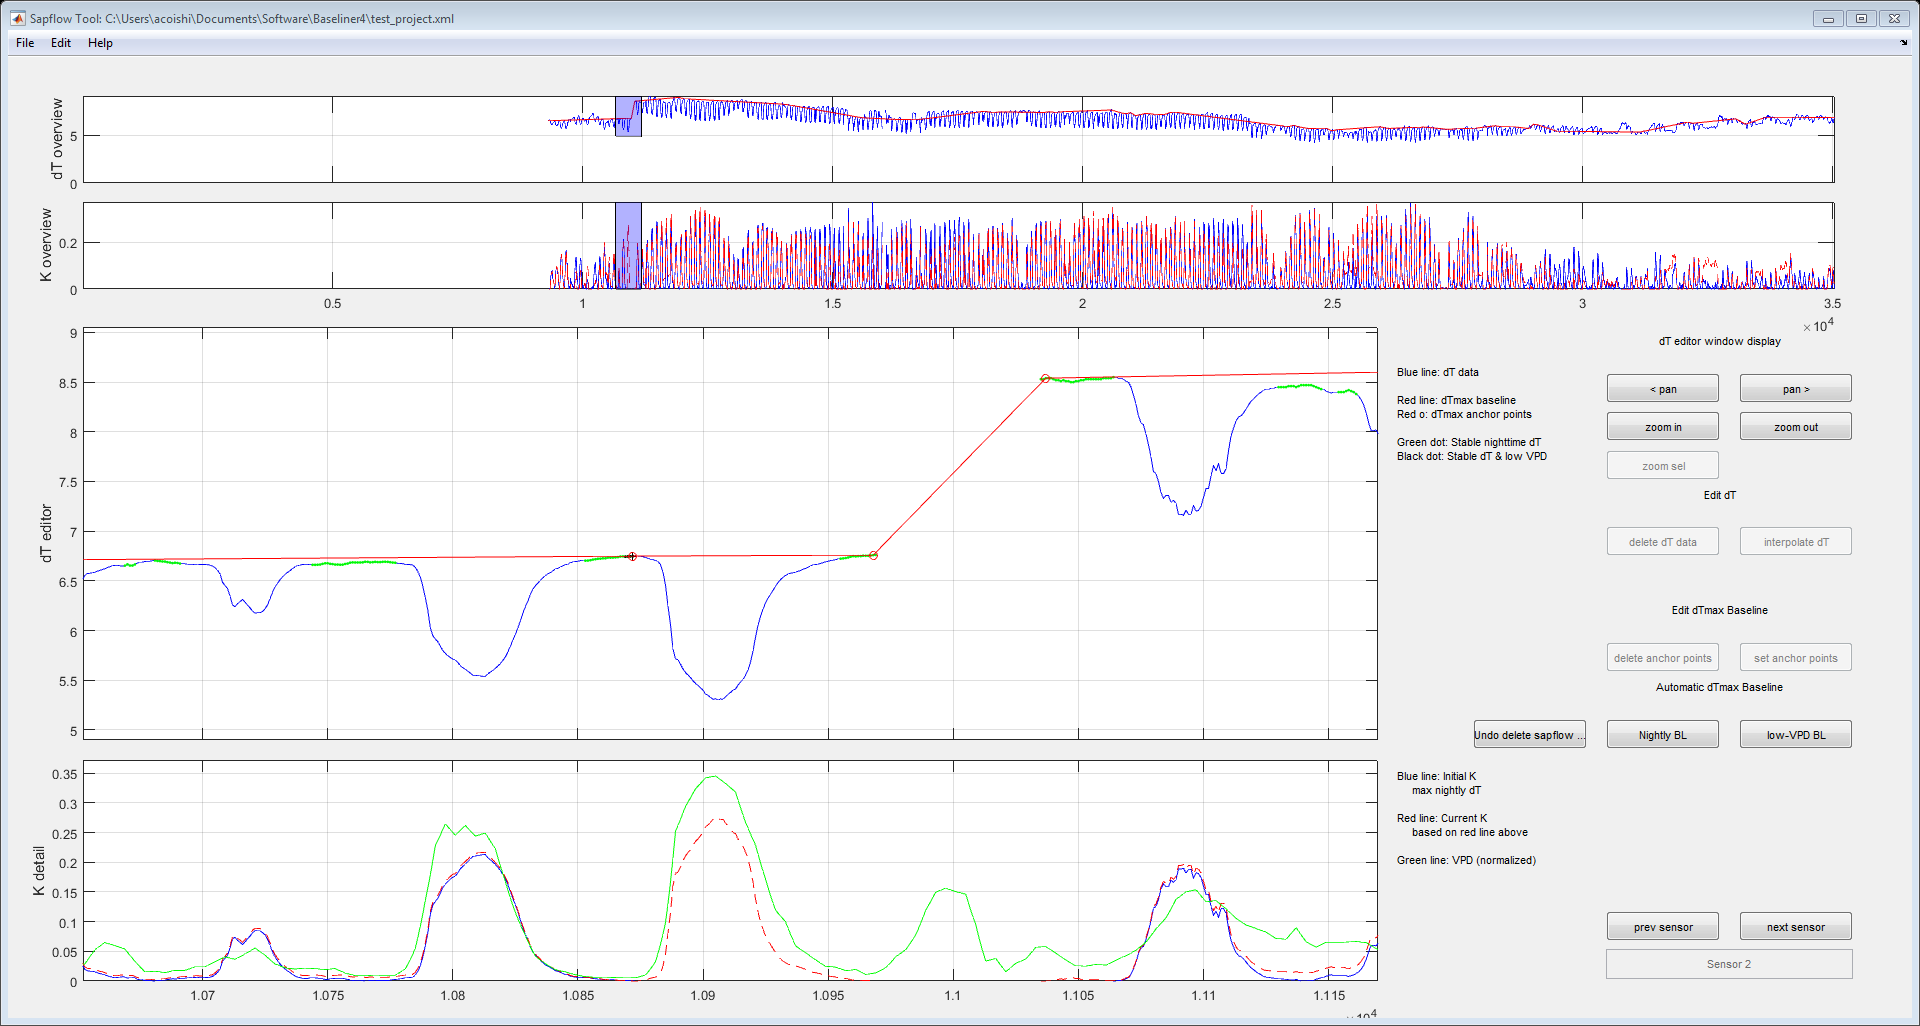 Sapflow Tool: C:\Users\acoishi\Documents\Software\Baseliner4\test_project.xml
File Edit Help
dT overview
5
0
K overview
0.2
0
0.5 1 1.5 2 2.5 3 3.5
×10^4
dT editor
9
8.5
8
7.5
7
6.5
6
5.5
5
Blue line: dT data
Red line: dTmax baseline
Red o: dTmax anchor points
Green dot: Stable nighttime dT
Black dot: Stable dT & low VPD
dT editor window display
< pan pan >
zoom in zoom out
zoom sel
Edit dT
delete dT data interpolate dT
Edit dTmax Baseline
delete anchor points set anchor points
Automatic dTmax Baseline
Undo delete sapflow ... Nightly BL low-VPD BL
K detail
0.35
0.3
0.25
0.2
0.15
0.1
0.05
0
1.07 1.075 1.08 1.085 1.09 1.095 1.1 1.105 1.11 1.115
Blue line: Initial K
max nightly dT
Red line: Current K
based on red line above
Green line: VPD (normalized)
prev sensor next sensor
Sensor 2